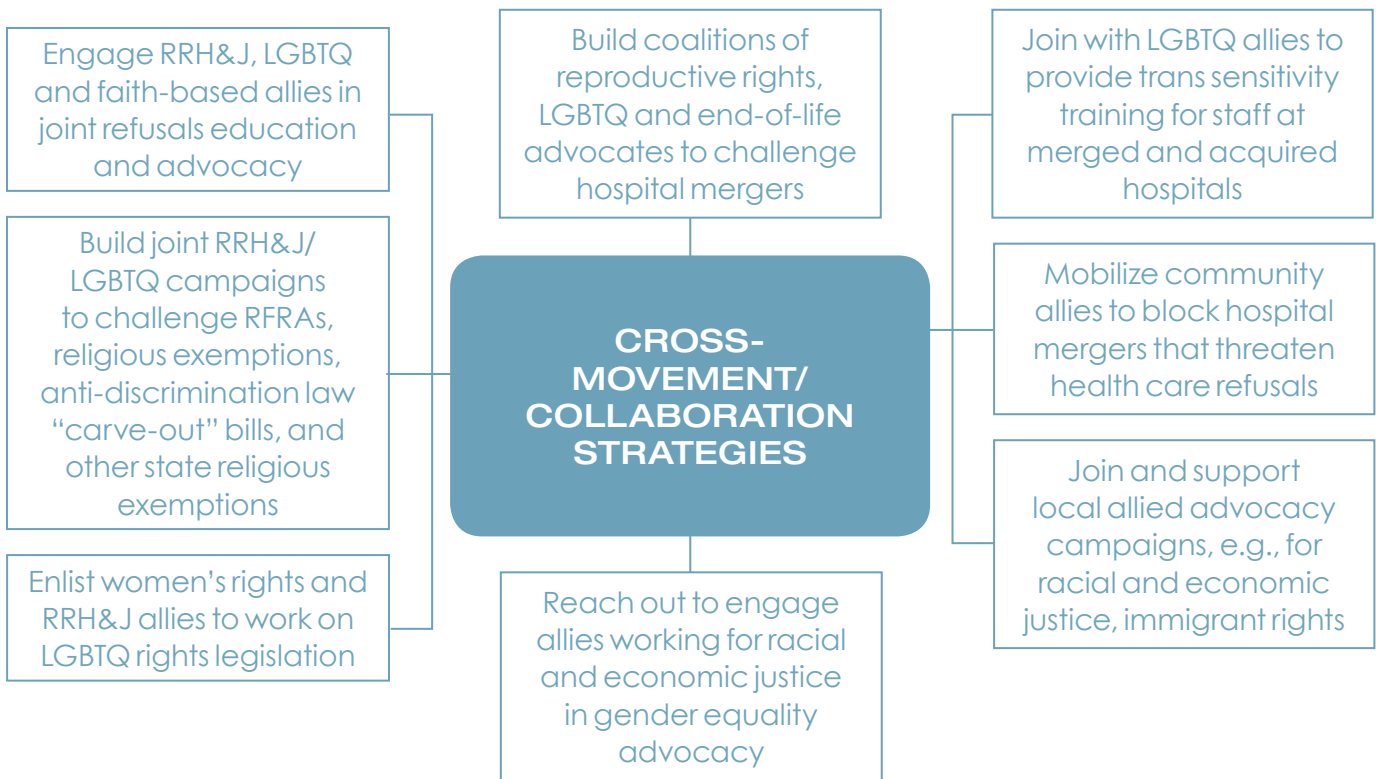 Engage RRH&J, LGBTQ
and faith-based allies in
joint refusals education
and advocacy
Build joint RRH&J/
LGBTQ campaigns
to challenge RFRAs,
religious exemptions,
anti-discrimination law
“carve-out” bills, and
other state religious
exemptions
Enlist women’s rights and
RRH&J allies to work on
LGBTQ rights legislation
Build coalitions of
reproductive rights,
LGBTQ and end-of-life
advocates to challenge
hospital mergers
CROSS-
MOVEMENT/
COLLABORATION
STRATEGIES
Reach out to engage
allies working for racial
and economic justice
in gender equality
advocacy
Join with LGBTQ allies to
provide trans sensitivity
training for staff at
merged and acquired
hospitals
Mobilize community
allies to block hospital
mergers that threaten
health care refusals
Join and support
local allied advocacy
campaigns, e.g., for
racial and economic
justice, immigrant rights